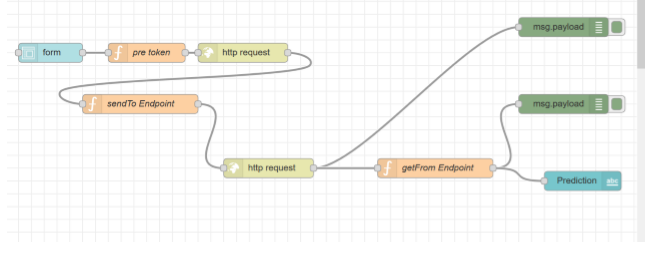 msg.payload
form
pre token
http request
sendTo Endpoint
msg.payload
http request
getFrom Endpoint
Prediction
abc